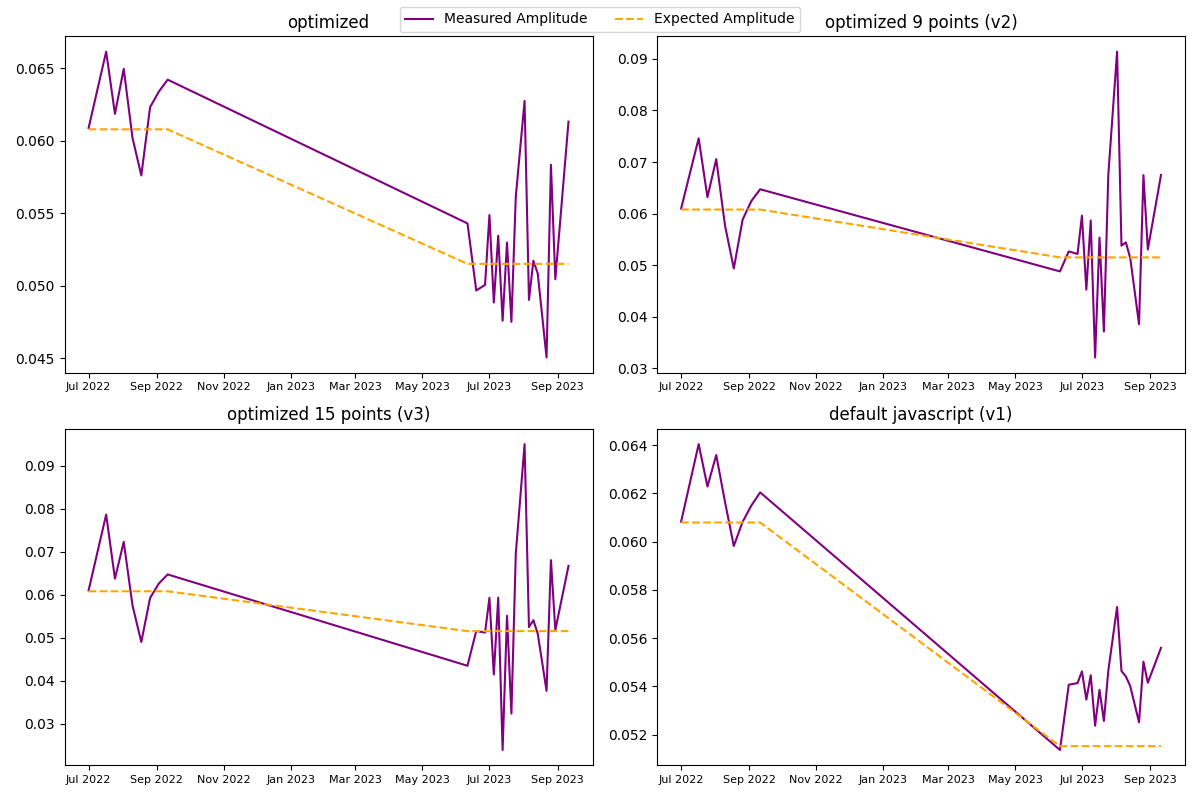 Measured Amplitude Expected Amplitude
optimized
0.065
0.060
0.055
0.050
0.045
Jul 2022 Sep 2022 Nov 2022 Jan 2023 Mar 2023 May 2023 Jul 2023 Sep 2023
optimized 9 points (v2)
0.09
0.08
0.07
0.06
0.05
0.04
0.03
Jul 2022 Sep 2022 Nov 2022 Jan 2023 Mar 2023 May 2023 Jul 2023 Sep 2023
optimized 15 points (v3)
0.09
0.08
0.07
0.06
0.05
0.04
0.03
Jul 2022 Sep 2022 Nov 2022 Jan 2023 Mar 2023 May 2023 Jul 2023 Sep 2023
default javascript (v1)
0.064
0.062
0.060
0.058
0.056
0.054
0.052
Jul 2022 Sep 2022 Nov 2022 Jan 2023 Mar 2023 May 2023 Jul 2023 Sep 2023